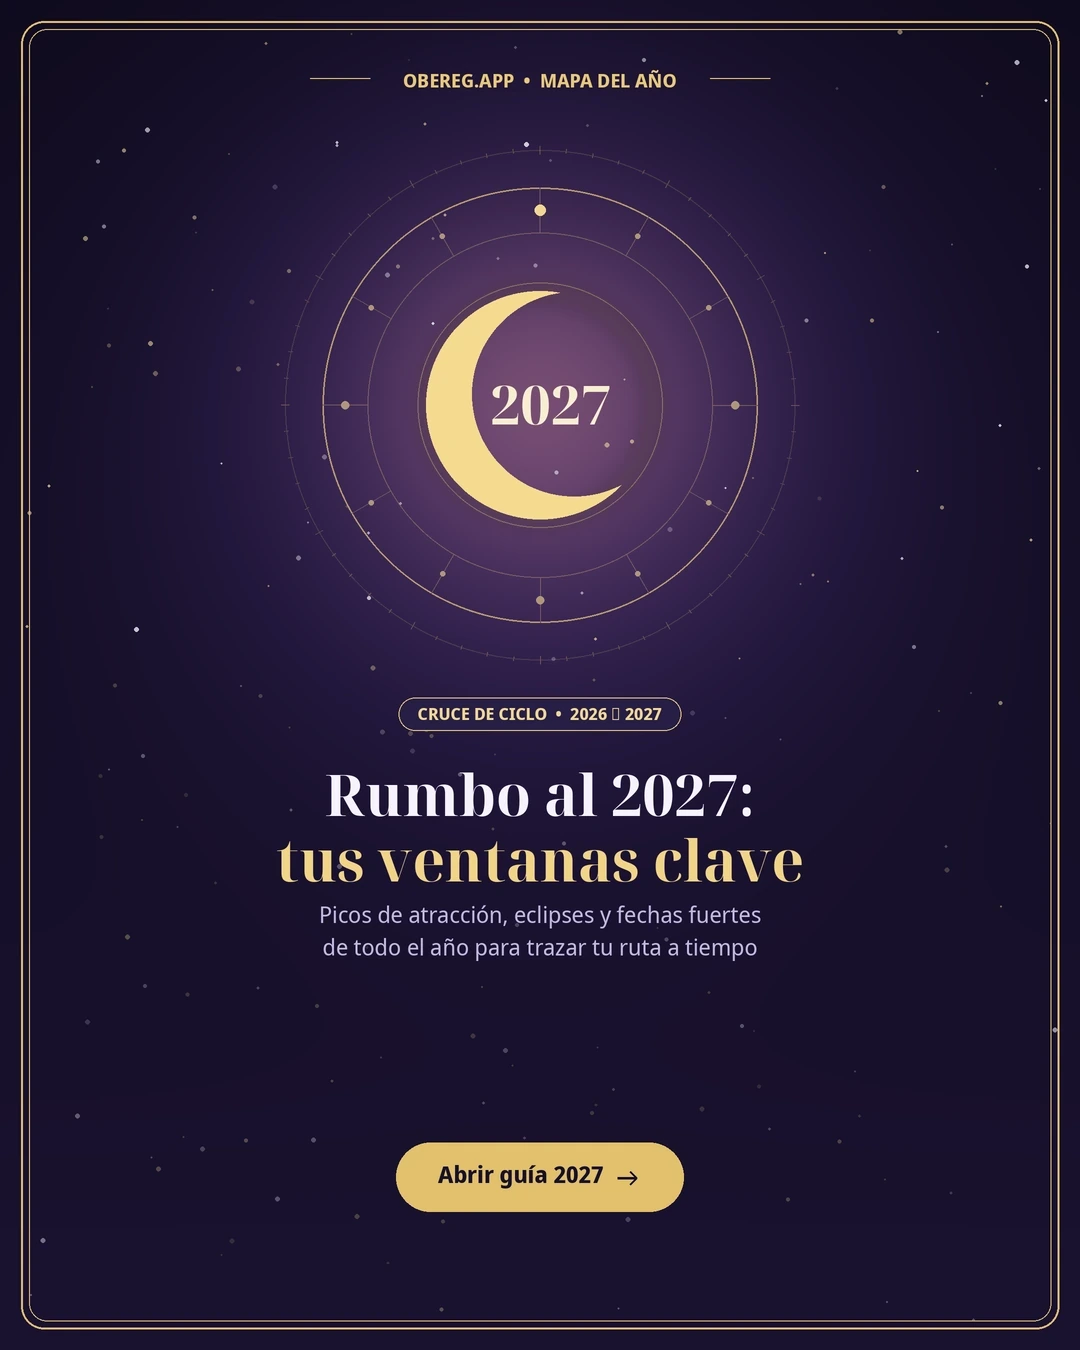 OBEREG.APP • MAPA DEL AÑO
2027
CRUCE DE CICLO • 2026 ▯ 2027
Rumbo al 2027:
tus ventanas clave
Picos de atracción, eclipses y fechas fuertes
de todo el año para trazar tu ruta a tiempo
Abrir guía 2027 →